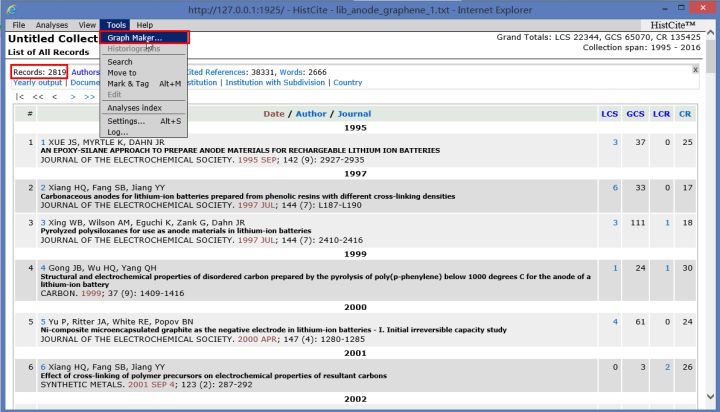 http://127.0.0.1:1925/ - HistCite - lib_anode_graphene_1.txt - Internet Explorer
File Analyses View Tools Help HistCite™
Graph Maker...
Historiographs
Search
Move to
Mark & Tag Alt+M
Edit
Analyses index
Settings... Alt+S
Log...
Untitled Collect
Grand Totals: LCS 22344, GCS 65070, CR 135425
List of All Records
Collection span: 1995 - 2016
Records: 2819 Authors Cited References: 38331, Words: 2666 X
Yearly output | Docume titution | Institution with Subdivision | Country
|< << < > >>
# Date / Author / Journal LCS GCS LCR CR
1995
1 1 XUE JS, MYRTLE K, DAHN JR 3 37 0 25
AN EPOXY-SILANE APPROACH TO PREPARE ANODE MATERIALS FOR RECHARGEABLE LITHIUM ION BATTERIES
JOURNAL OF THE ELECTROCHEMICAL SOCIETY. 1995 SEP; 142 (9): 2927-2935
1997
2 2 Xiang HQ, Fang SB, Jiang YY 6 33 0 17
Carbonaceous anodes for lithium-ion batteries prepared from phenolic resins with different cross-linking densities
JOURNAL OF THE ELECTROCHEMICAL SOCIETY. 1997 JUL; 144 (7): L187-L190
3 3 Xing WB, Wilson AM, Eguchi K, Zank G, Dahn JR 3 111 1 18
Pyrolyzed polysiloxanes for use as anode materials in lithium-ion batteries
JOURNAL OF THE ELECTROCHEMICAL SOCIETY. 1997 JUL; 144 (7): 2410-2416
1999
4 4 Gong JB, Wu HQ, Yang QH 1 24 1 30
Structural and electrochemical properties of disordered carbon prepared by the pyrolysis of poly(p-phenylene) below 1000 degrees C for the anode of a
lithium-ion battery
CARBON. 1999; 37 (9): 1409-1416
2000
5 5 Yu P, Ritter JA, White RE, Popov BN 4 61 0 24
Ni-composite microencapsulated graphite as the negative electrode in lithium-ion batteries - I. Initial irreversible capacity study
JOURNAL OF THE ELECTROCHEMICAL SOCIETY. 2000 APR; 147 (4): 1280-1285
2001
6 6 Xiang HQ, Fang SB, Jiang YY 0 3 2 26
Effect of cross-linking of polymer precursors on electrochemical properties of resultant carbons
SYNTHETIC METALS. 2001 SEP 4; 123 (2): 287-292
2002